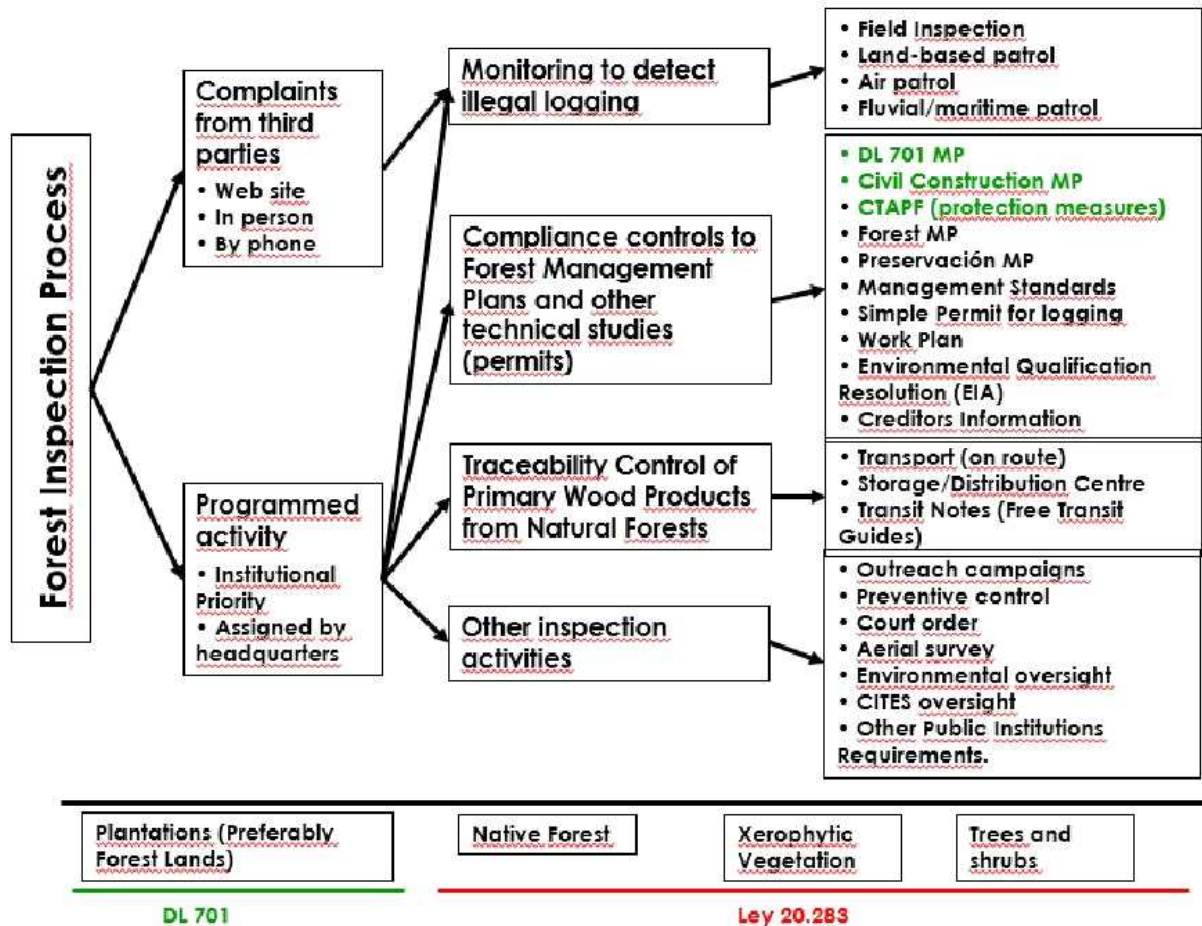 Forest Inspection Process
Complaints
from third
parties
• Web site
• In person
• By phone
Programmed
activity
• Institutional
Priority
• Assigned by
headquarters
Monitoring to detect
illegal logging
Compliance controls to
Forest Management
Plans and other
technical studies
(permits)
Traceability Control of
Primary Wood Products
from Natural Forests
Other inspection
activities
• Field Inspection
• Land-based patrol
• Air patrol
• Fluvial/maritime patrol
• DL 701 MP
• Civil Construction MP
• CTAPF (protection measures)
• Forest MP
• Preservación MP
• Management Standards
• Simple Permit for logging
• Work Plan
• Environmental Qualification
Resolution (EIA)
• Creditors Information
• Transport (on route)
• Storage/Distribution Centre
• Transit Notes (Free Transit
Guides)
• Outreach campaigns
• Preventive control
• Court order
• Aerial survey
• Environmental oversight
• CITES oversight
• Other Public Institutions
Requirements.
Plantations (Preferably
Forest Lands)
Native Forest
Xerophytic
Vegetation
Trees and
shrubs
DL 701
Ley 20.283